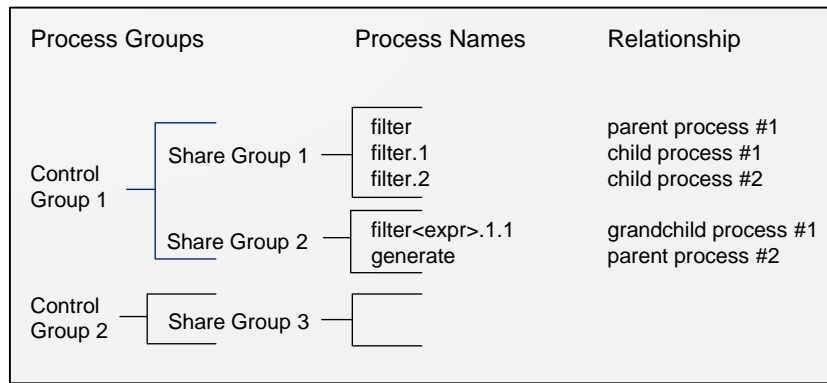 Process Groups Process Names Relationship
filter parent process #1
Share Group 1 filter.1 child process #1
Control
Group 1
filter.2 child process #2
Share Group 2 filter<expr>.1.1 grandchild process #1
generate parent process #2
Control
Group 2
Share Group 3